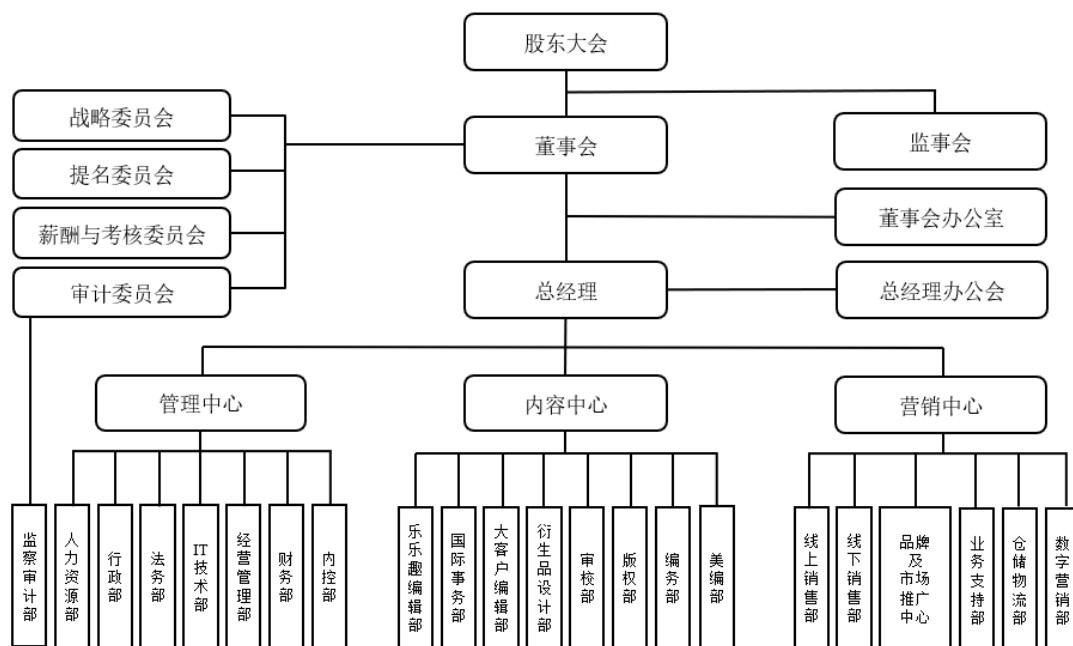 股东大会
战略委员会
董事会
监事会
提名委员会
董事会办公室
薪酬与考核委员会
审计委员会
总经理
总经理办公会
管理中心
内容中心
营销中心
监察审计部
人力资源部
行政部
法务部
IT技术部
经营管理部
财务部
内控部
乐乐趣编辑部
国际事务部
大客户编辑部
衍生品设计部
审校部
版权部
编务部
美编部
线上销售部
线下销售部
品牌及市场推广中心
业务支持部
仓储物流部
数字营销部